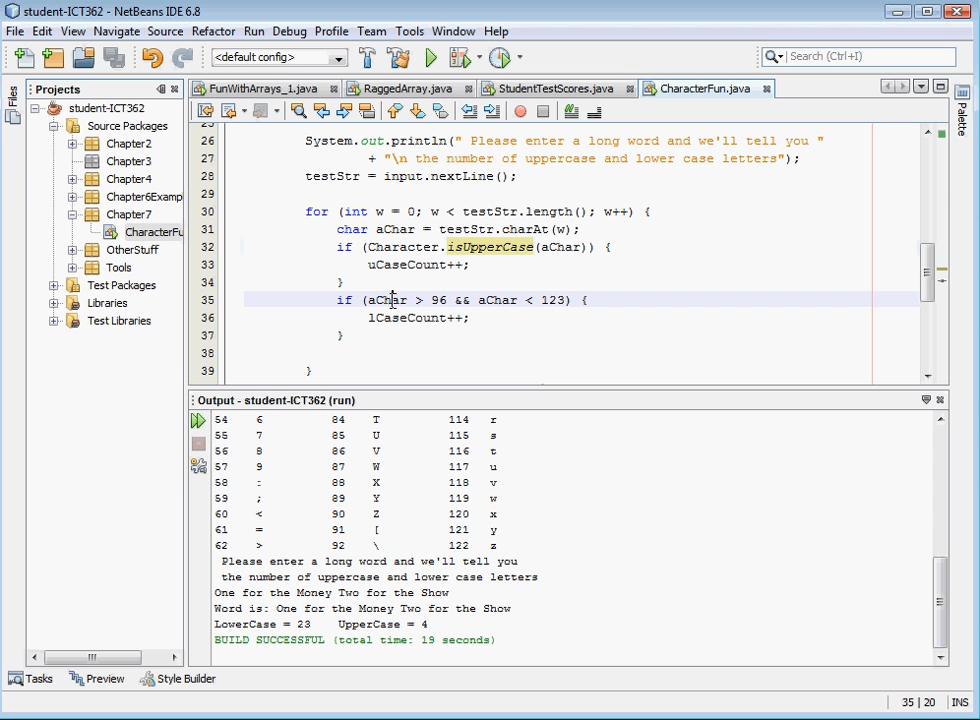 student-ICT362 - NetBeans IDE 6.8
File Edit View Navigate Source Refactor Run Debug Profile Team Tools Window Help
<default config>
Search (Ctrl+I)
Files
Projects
student-ICT362
Source Packages
Chapter2
Chapter3
Chapter4
Chapter6Examp
Chapter7
CharacterFu
OtherStuff
Tools
Test Packages
Libraries
Test Libraries
FunWithArrays_1.java RaggedArray.java StudentTestScores.java CharacterFun.java
Palette
26 System.out.println(" Please enter a long word and we'll tell you "
27 + "\n the number of uppercase and lower case letters");
28 testStr = input.nextLine();
29
30 for (int w = 0; w < testStr.length(); w++) {
31 char aChar = testStr.charAt(w);
32 if (Character.isUpperCase(aChar)) {
33 uCaseCount++;
34 }
35 if (aChar > 96 && aChar < 123) {
36 lCaseCount++;
37 }
38
39 }
Output - student-ICT362 (run)
54 6 84 T 114 r
55 7 85 U 115 s
56 8 86 V 116 t
57 9 87 W 117 u
58 : 88 X 118 v
59 ; 89 Y 119 w
60 < 90 Z 120 x
61 = 91 [ 121 y
62 > 92 \ 122 z
Please enter a long word and we'll tell you
the number of uppercase and lower case letters
One for the Money Two for the Show
Word is: One for the Money Two for the Show
LowerCase = 23 UpperCase = 4
BUILD SUCCESSFUL (total time: 19 seconds)
Tasks Preview Style Builder
35 | 20 INS